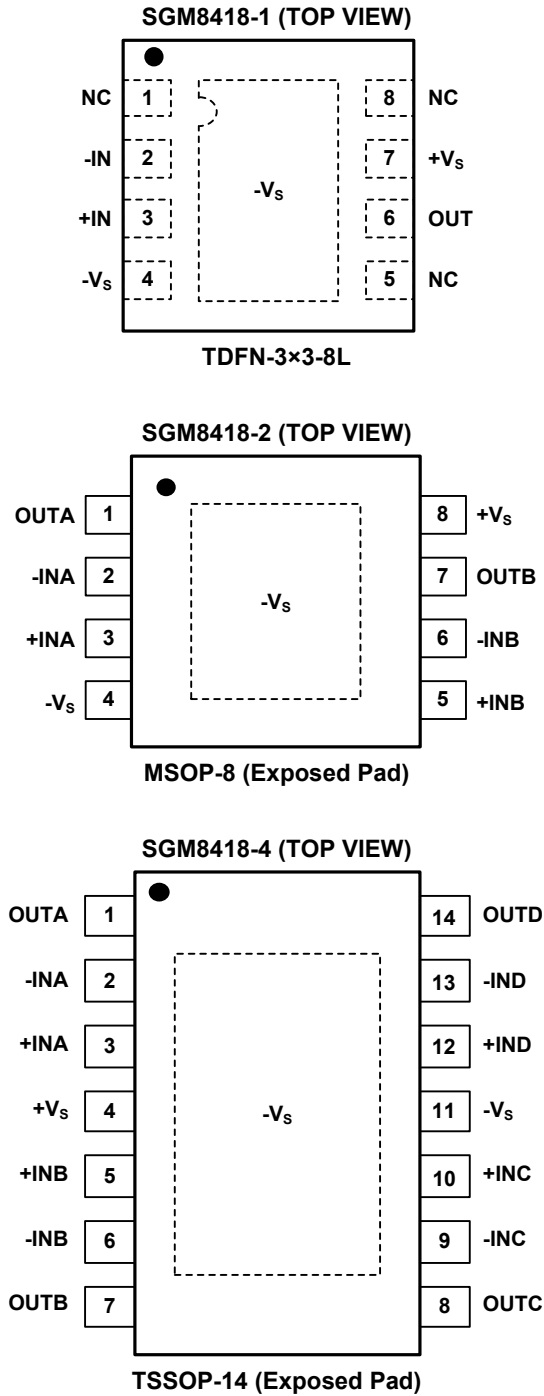 SGM8418-1 (TOP VIEW)
NC 1 8 NC
-IN 2 7 +VS
-VS
+IN 3 6 OUT
-VS 4 5 NC
TDFN-3×3-8L
SGM8418-2 (TOP VIEW)
OUTA 1 8 +VS
-INA 2 7 OUTB
-VS
+INA 3 6 -INB
-VS 4 5 +INB
MSOP-8 (Exposed Pad)
SGM8418-4 (TOP VIEW)
OUTA 1 14 OUTD
-INA 2 13 -IND
+INA 3 12 +IND
+VS 4 -VS 11 -VS
+INB 5 10 +INC
-INB 6 9 -INC
OUTB 7 8 OUTC
TSSOP-14 (Exposed Pad)